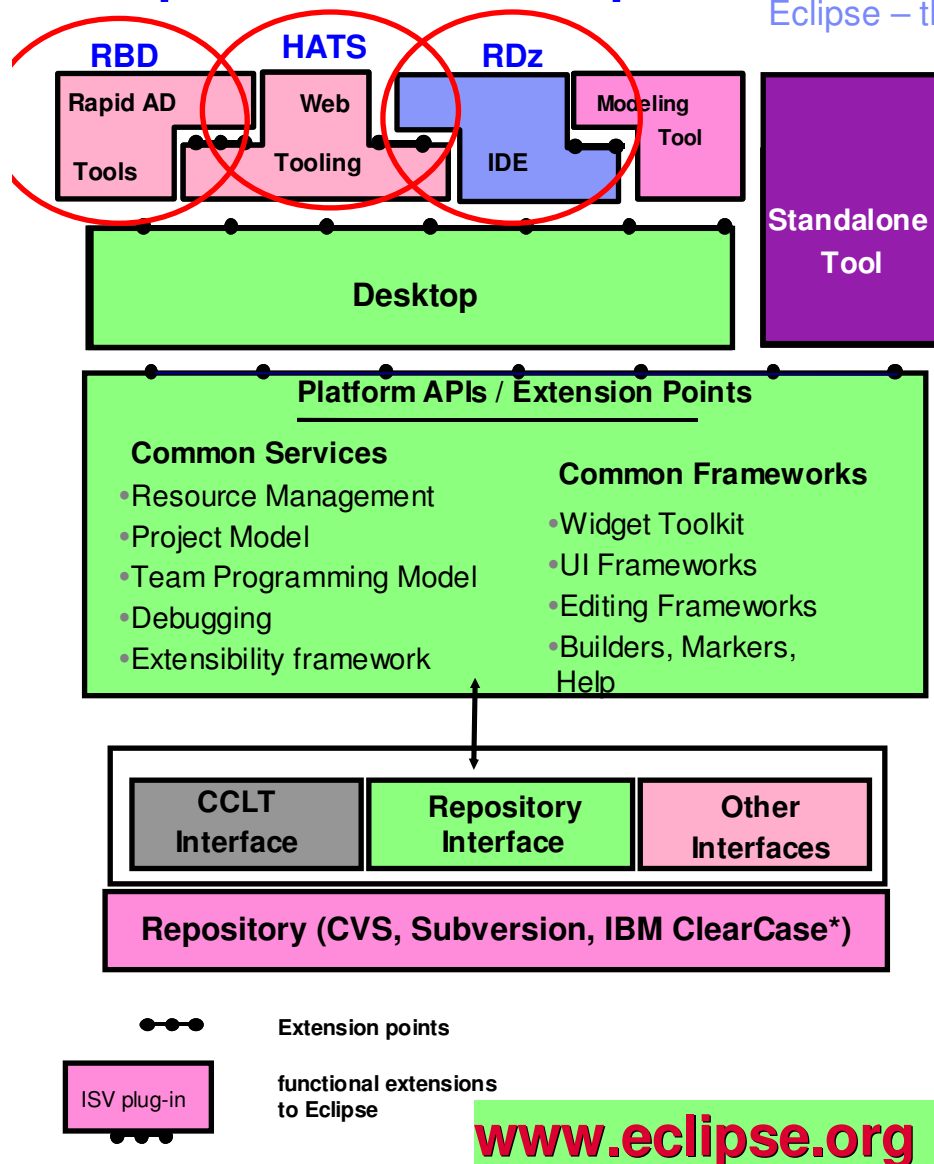 Eclipse –
RBD
HATS
RDz
Rapid AD
Tools
Web
Tooling
IDE
Modeling
Tool
Standalone
Tool
Desktop
Platform APIs / Extension Points
Common Services
•Resource Management
•Project Model
•Team Programming Model
•Debugging
•Extensibility framework
Common Frameworks
•Widget Toolkit
•UI Frameworks
•Editing Frameworks
•Builders, Markers,
Help
CCLT
Interface
Repository
Interface
Other
Interfaces
Repository (CVS, Subversion, IBM ClearCase*)
Extension points
ISV plug-in
functional extensions
to Eclipse
www.eclipse.org